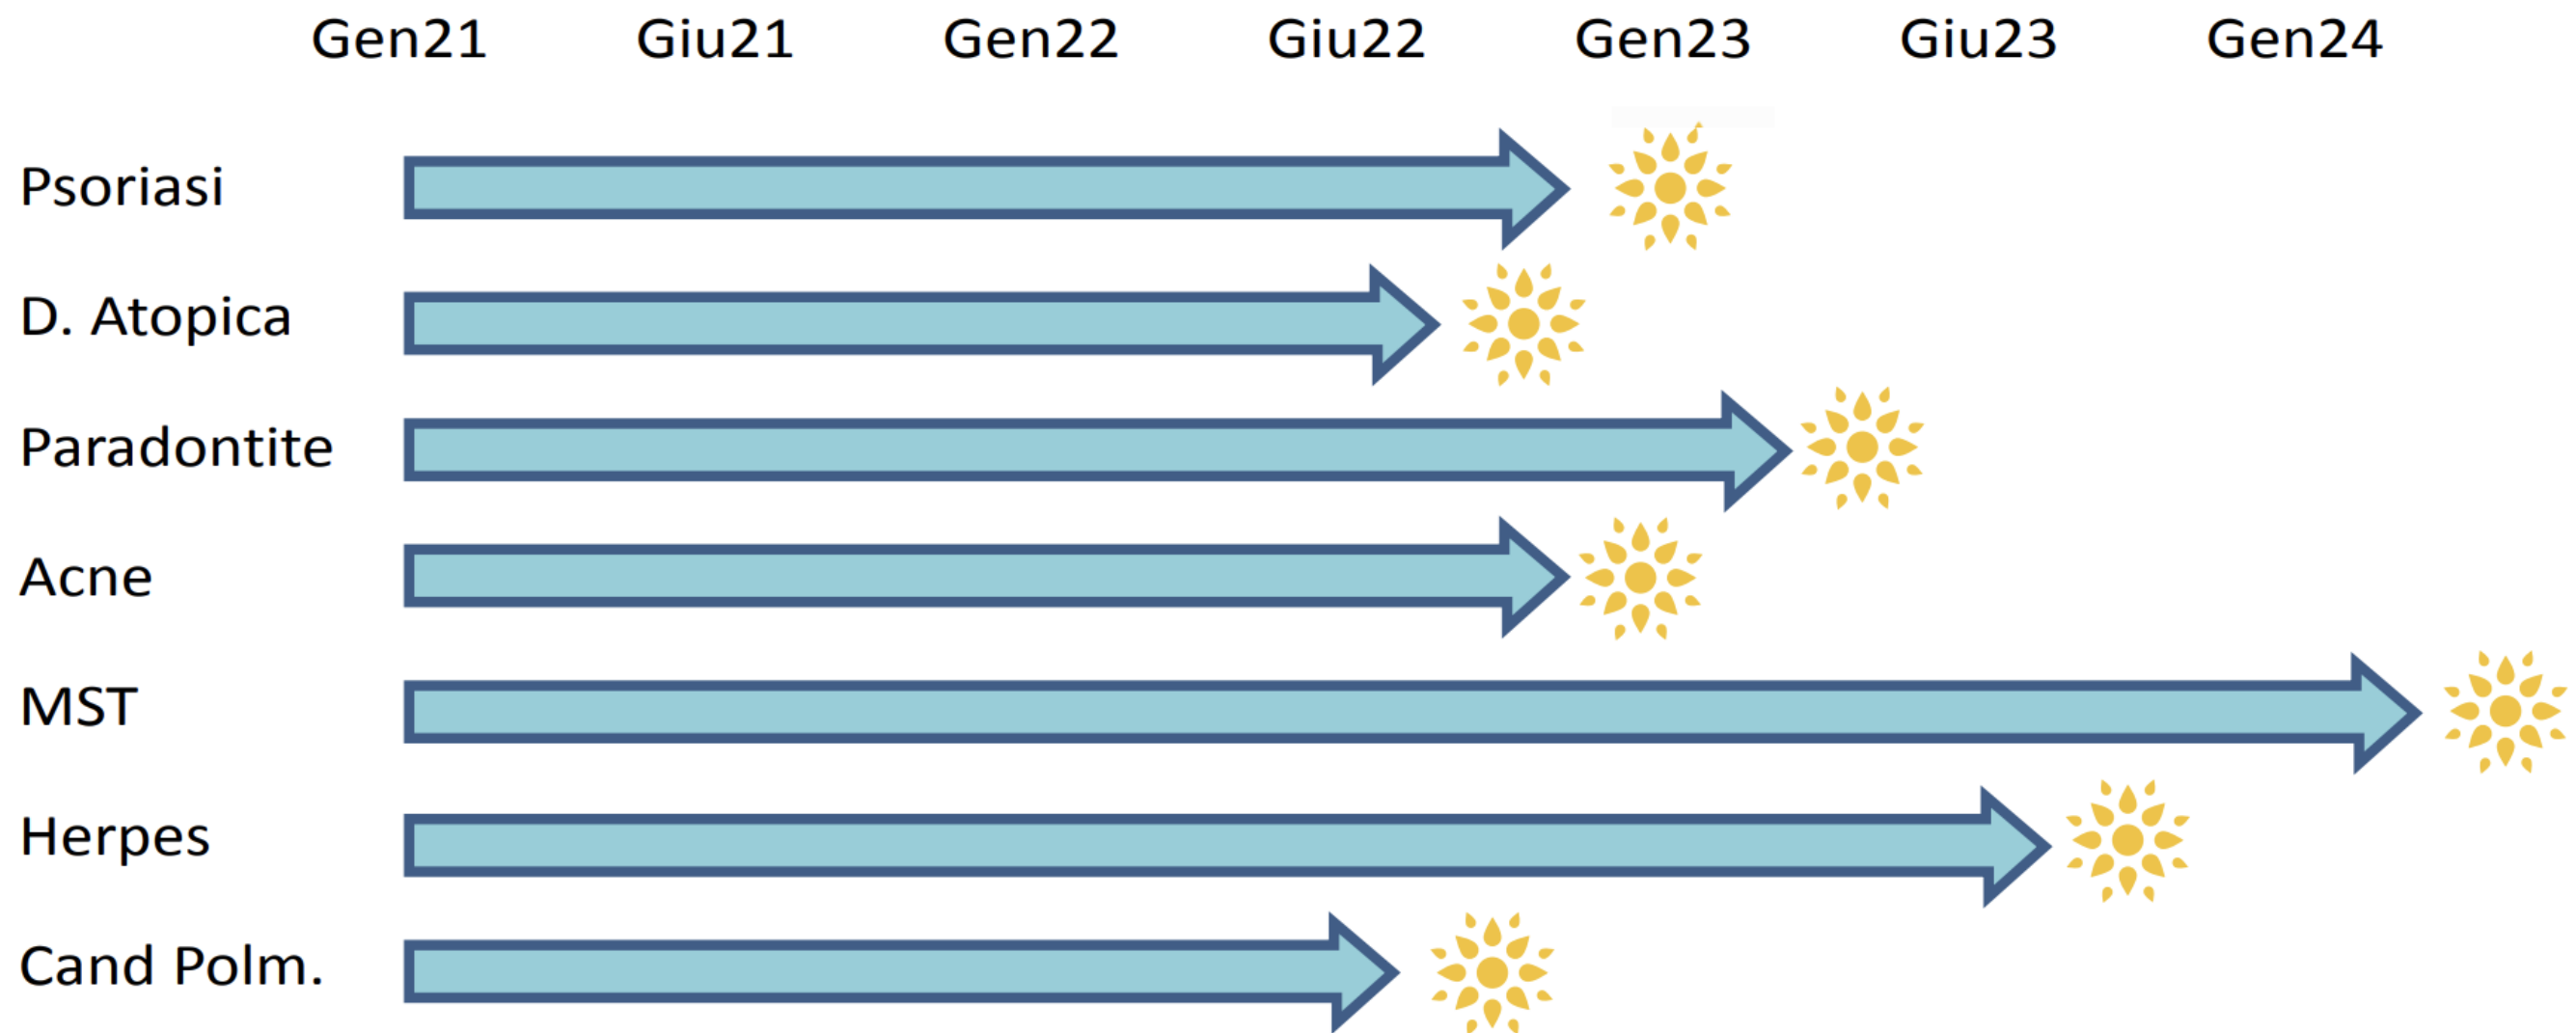 Gen21 Giu21 Gen22 Giu22 Gen23 Giu23 Gen24
Psoriasi
D. Atopica
Paradontite
Acne
MST
Herpes
Cand Polm.